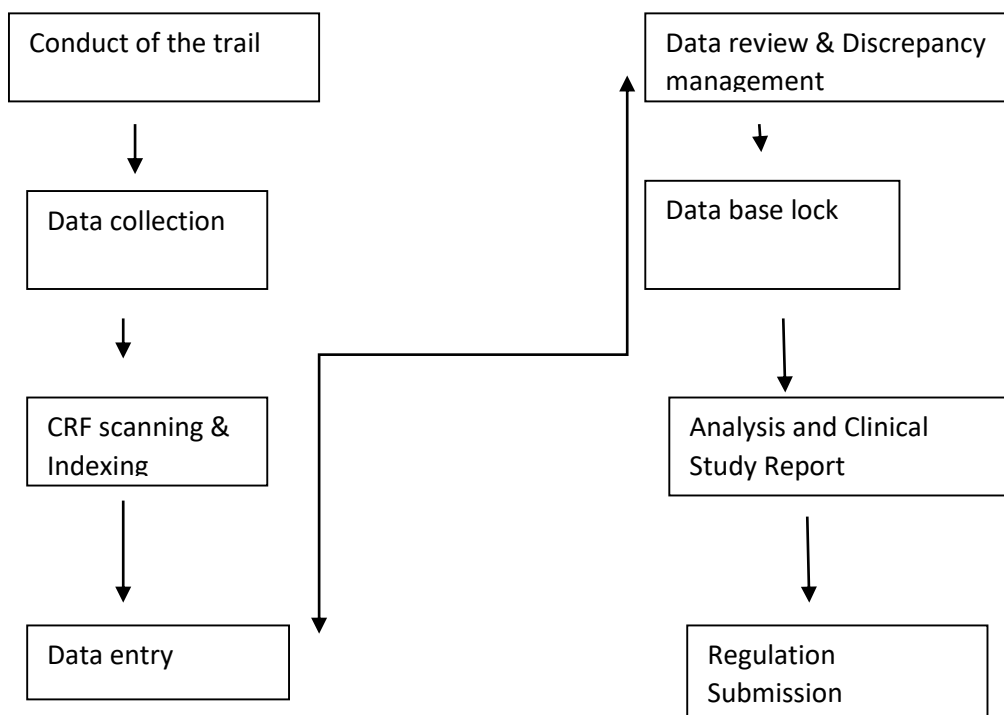 Conduct of the trail
Data collection
CRF scanning &
Indexing
Data entry
Data review & Discrepancy
management
Data base lock
Analysis and Clinical
Study Report
Regulation
Submission